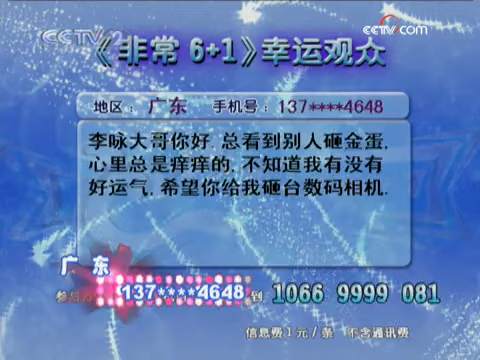 CCTV 2
cctv.com
《非常 6+1》幸运观众
地区： 广东 手机号： 137****4648
李咏大哥你好.总看到别人砸金蛋,
心里总是痒痒的,不知道我有没有
好运气,希望你给我砸台数码相机.
广东
137****4648 到 1066 9999 081
信息费1元/条 不含通讯费